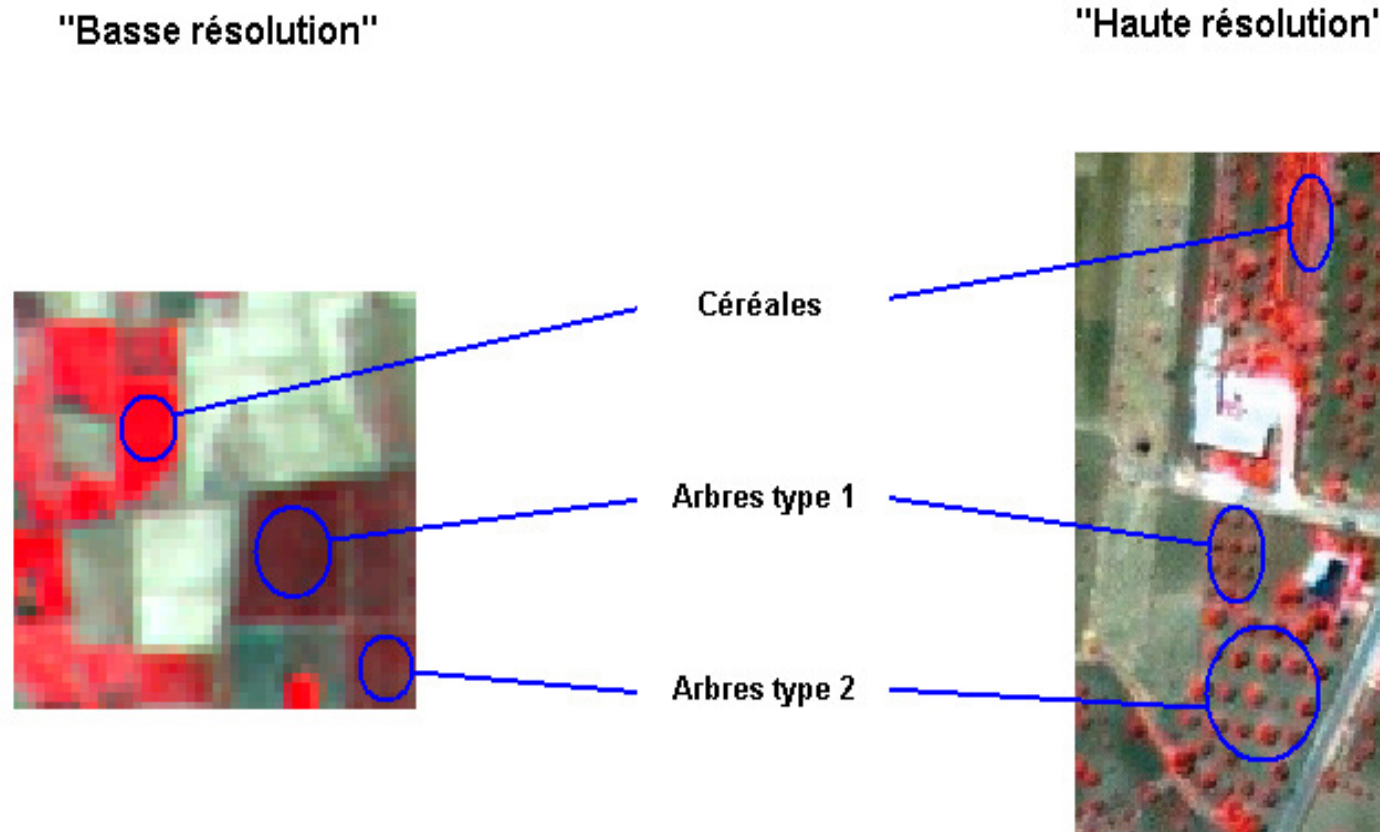 "Basse résolution"
"Haute résolution"
Céréales
Arbres type 1
Arbres type 2